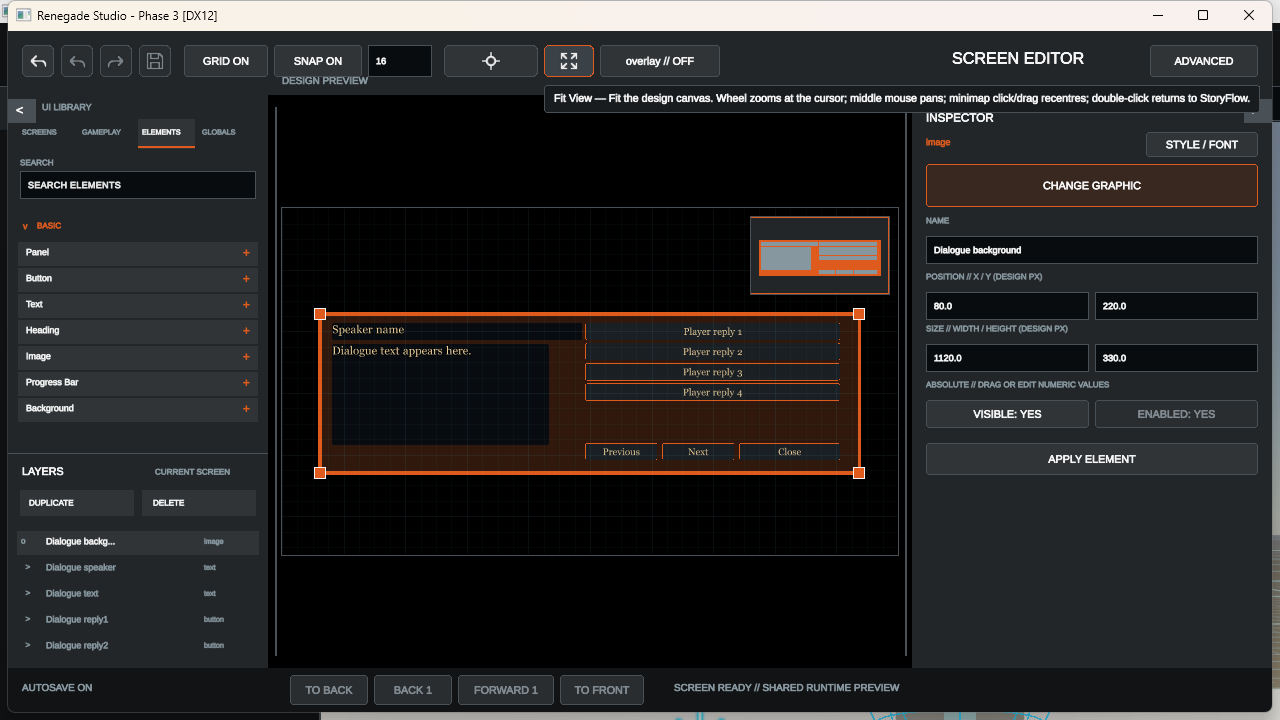 Renegade Studio - Phase 3 [DX12]
GRID ON
SNAP ON
16
overlay // OFF
SCREEN EDITOR
ADVANCED
DESIGN PREVIEW
Fit View — Fit the design canvas. Wheel zooms at the cursor; middle mouse pans; minimap click/drag recentres; double-click returns to StoryFlow.
<
UI LIBRARY
SCREENS
GAMEPLAY
ELEMENTS
GLOBALS
SEARCH
SEARCH ELEMENTS
v BASIC
Panel +
Button +
Text +
Heading +
Image +
Progress Bar +
Background +
LAYERS
CURRENT SCREEN
DUPLICATE
DELETE
o Dialogue backg... image
> Dialogue speaker text
> Dialogue text text
> Dialogue reply1 button
> Dialogue reply2 button
Speaker name
Dialogue text appears here.
Player reply 1
Player reply 2
Player reply 3
Player reply 4
Previous
Next
Close
INSPECTOR
image
STYLE / FONT
CHANGE GRAPHIC
NAME
Dialogue background
POSITION // X / Y (DESIGN PX)
80.0
220.0
SIZE // WIDTH / HEIGHT (DESIGN PX)
1120.0
330.0
ABSOLUTE // DRAG OR EDIT NUMERIC VALUES
VISIBLE: YES
ENABLED: YES
APPLY ELEMENT
AUTOSAVE ON
TO BACK
BACK 1
FORWARD 1
TO FRONT
SCREEN READY // SHARED RUNTIME PREVIEW